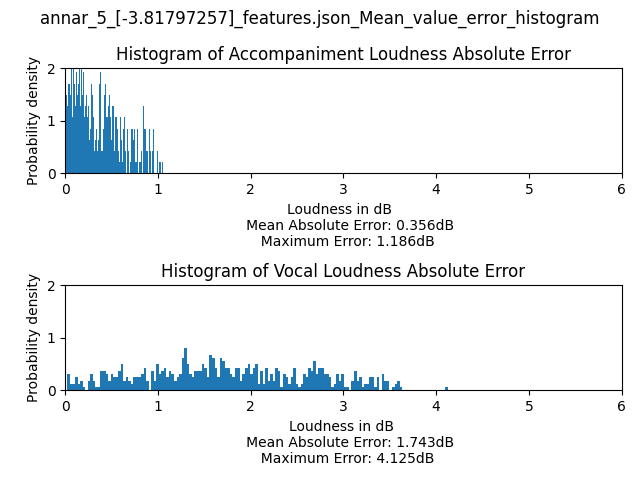 annar_5_[-3.81797257]_features.json_Mean_value_error_histogram
Histogram of Accompaniment Loudness Absolute Error
Probability density
2
1
0
0 1 2 3 4 5 6
Loudness in dB
Mean Absolute Error: 0.356dB
Maximum Error: 1.186dB
Histogram of Vocal Loudness Absolute Error
Probability density
2
1
0
0 1 2 3 4 5 6
Loudness in dB
Mean Absolute Error: 1.743dB
Maximum Error: 4.125dB